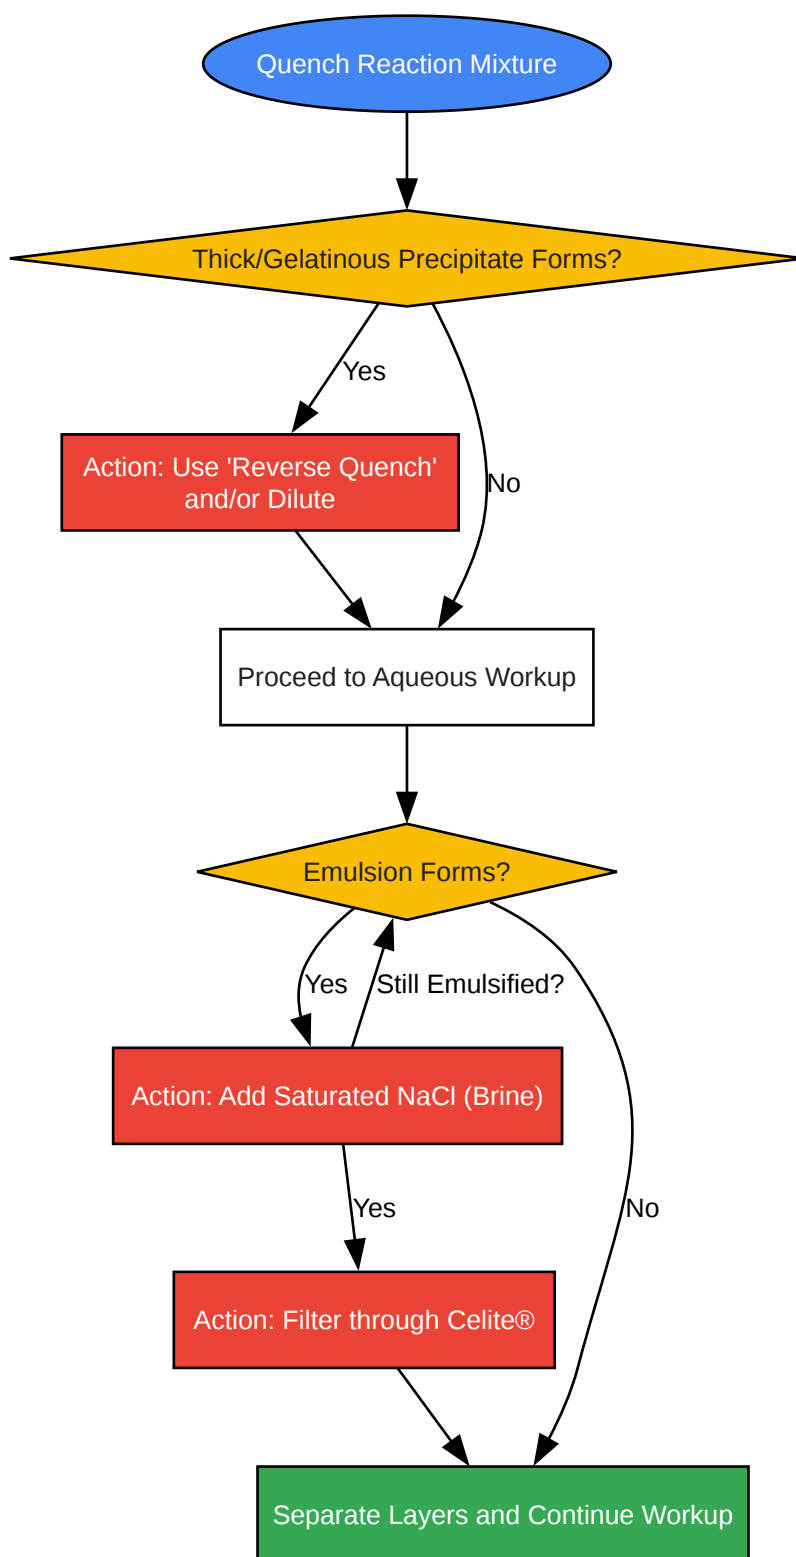 Quench Reaction Mixture
Thick/Gelatinous Precipitate Forms?
Yes
Action: Use 'Reverse Quench'
and/or Dilute
No
Proceed to Aqueous Workup
Emulsion Forms?
Yes
Still Emulsified?
Action: Add Saturated NaCl (Brine)
Yes
No
Action: Filter through Celite®
Separate Layers and Continue Workup